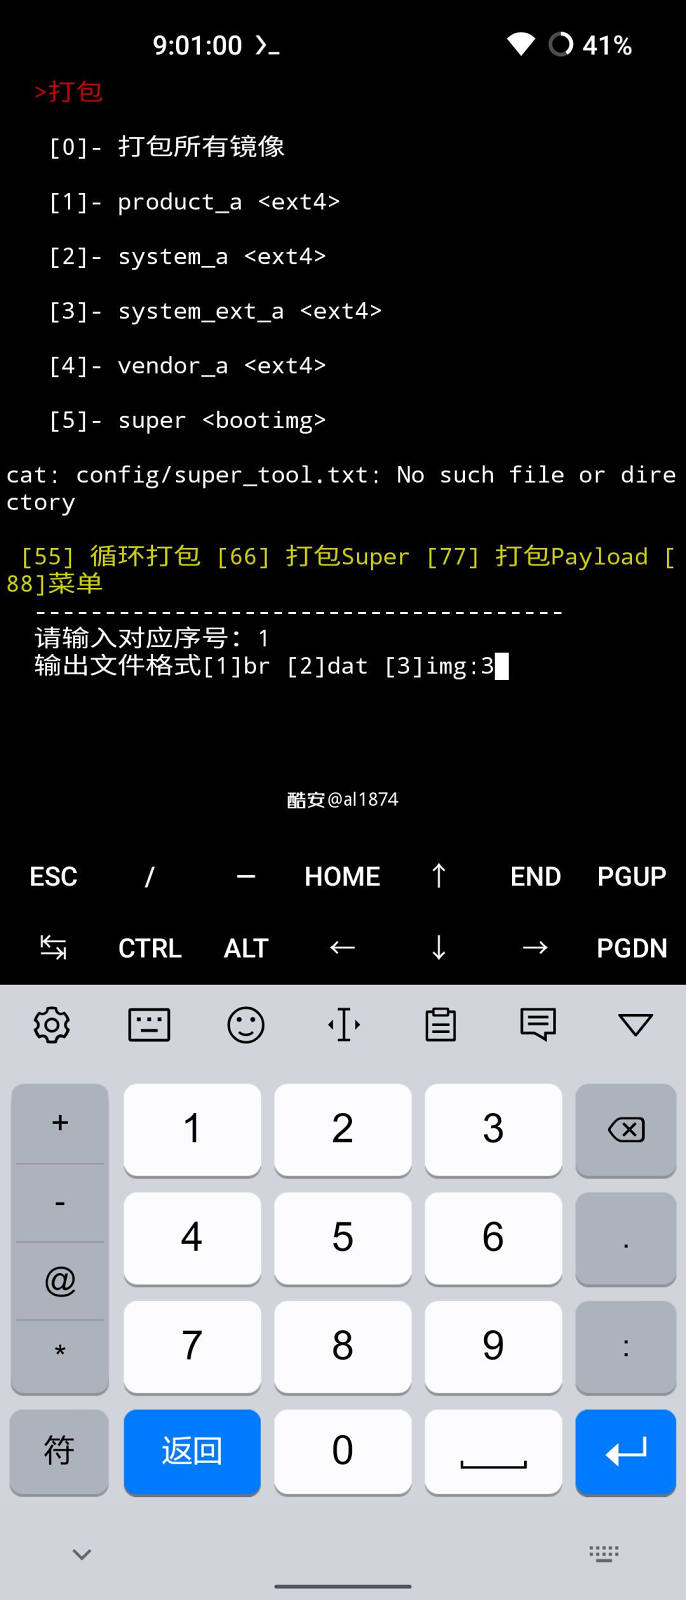 9:01:00 >_ 41%
>打包
[0]- 打包所有镜像
[1]- product_a <ext4>
[2]- system_a <ext4>
[3]- system_ext_a <ext4>
[4]- vendor_a <ext4>
[5]- super <bootimg>
cat: config/super_tool.txt: No such file or dire
ctory
[55] 循环打包 [66] 打包Super [77] 打包Payload [
88]菜单
--------------------------------------
请输入对应序号: 1
输出文件格式[1]br [2]dat [3]img:3
酷安@al1874
ESC / — HOME ↑ END PGUP
↹ CTRL ALT ← ↓ → PGDN
+ 1 2 3
- 4 5 6 .
@
* 7 8 9 :
符 返回 0